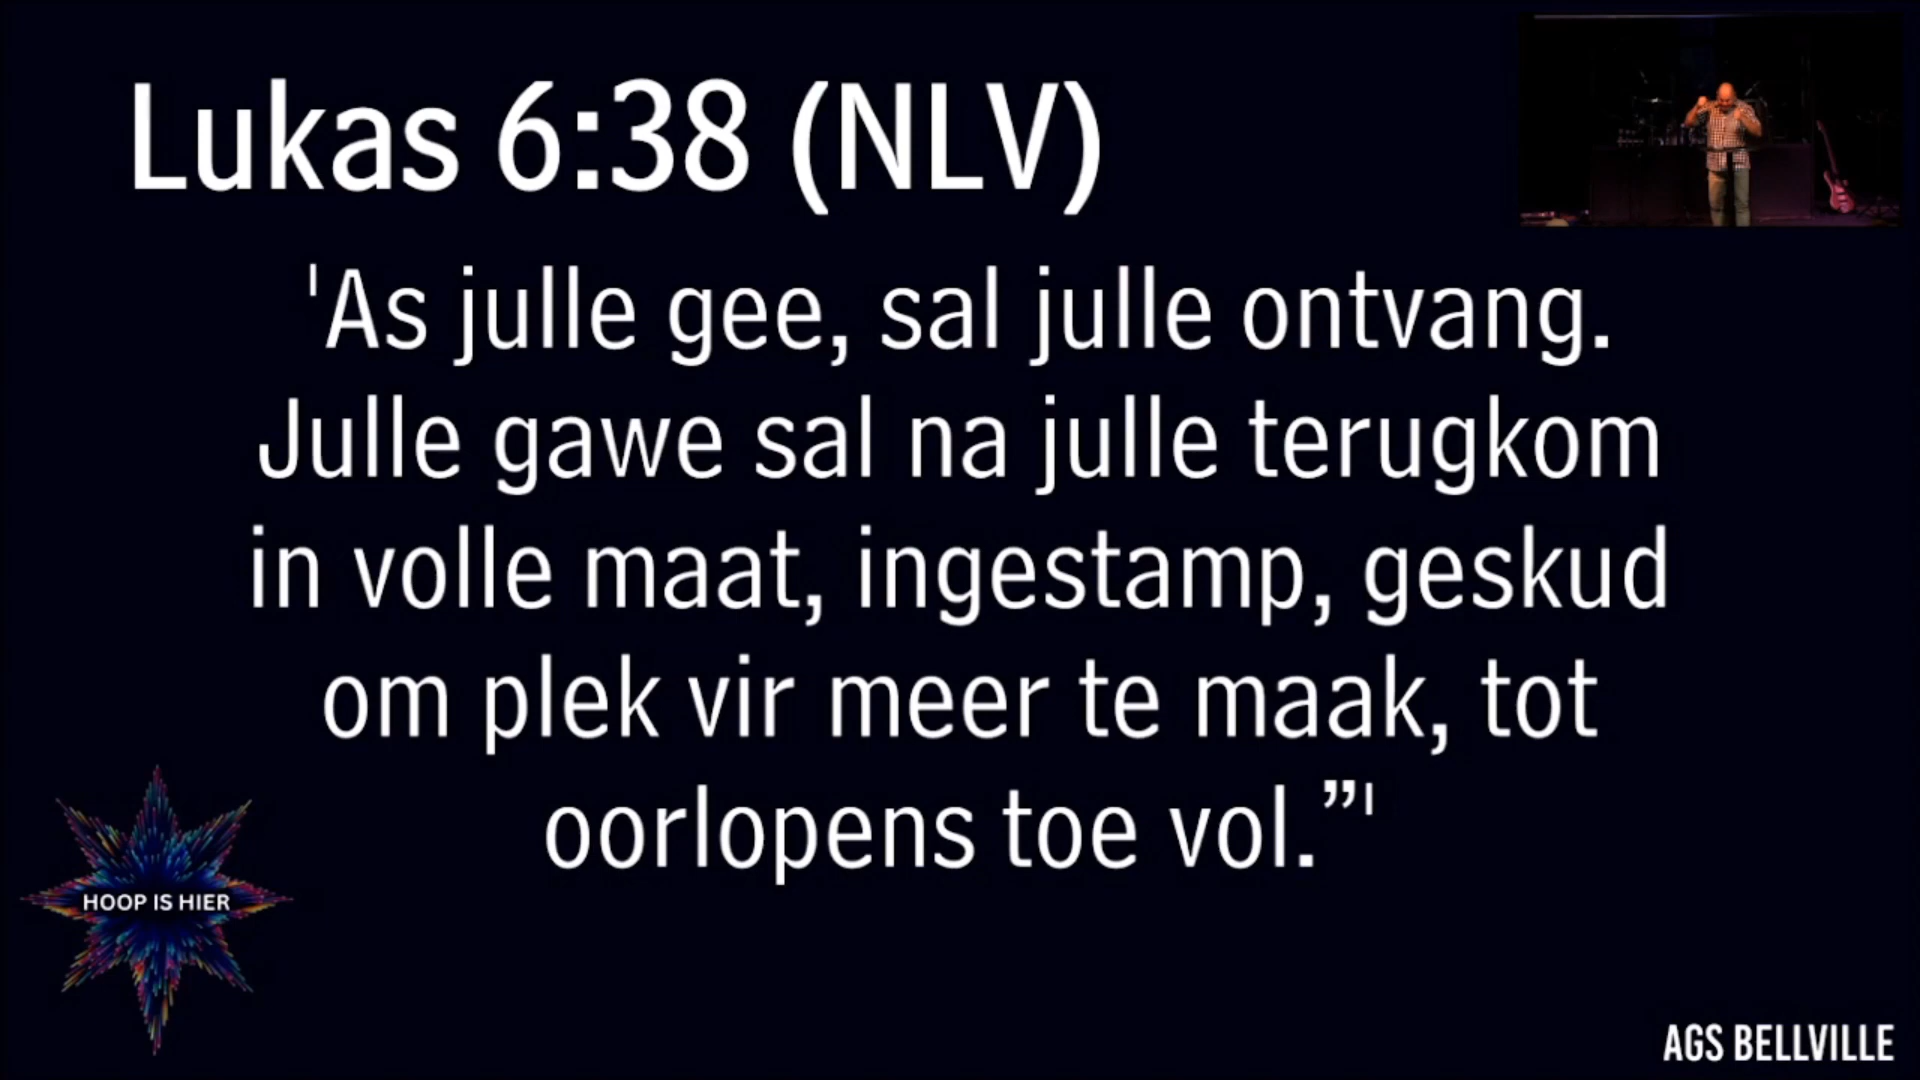 Lukas 6:38 (NLV)
'As julle gee, sal julle ontvang.
Julle gawe sal na julle terugkom
in volle maat, ingestamp, geskud
om plek vir meer te maak, tot
oorlopens toe vol.”'
HOOP IS HIER
AGS BELLVILLE